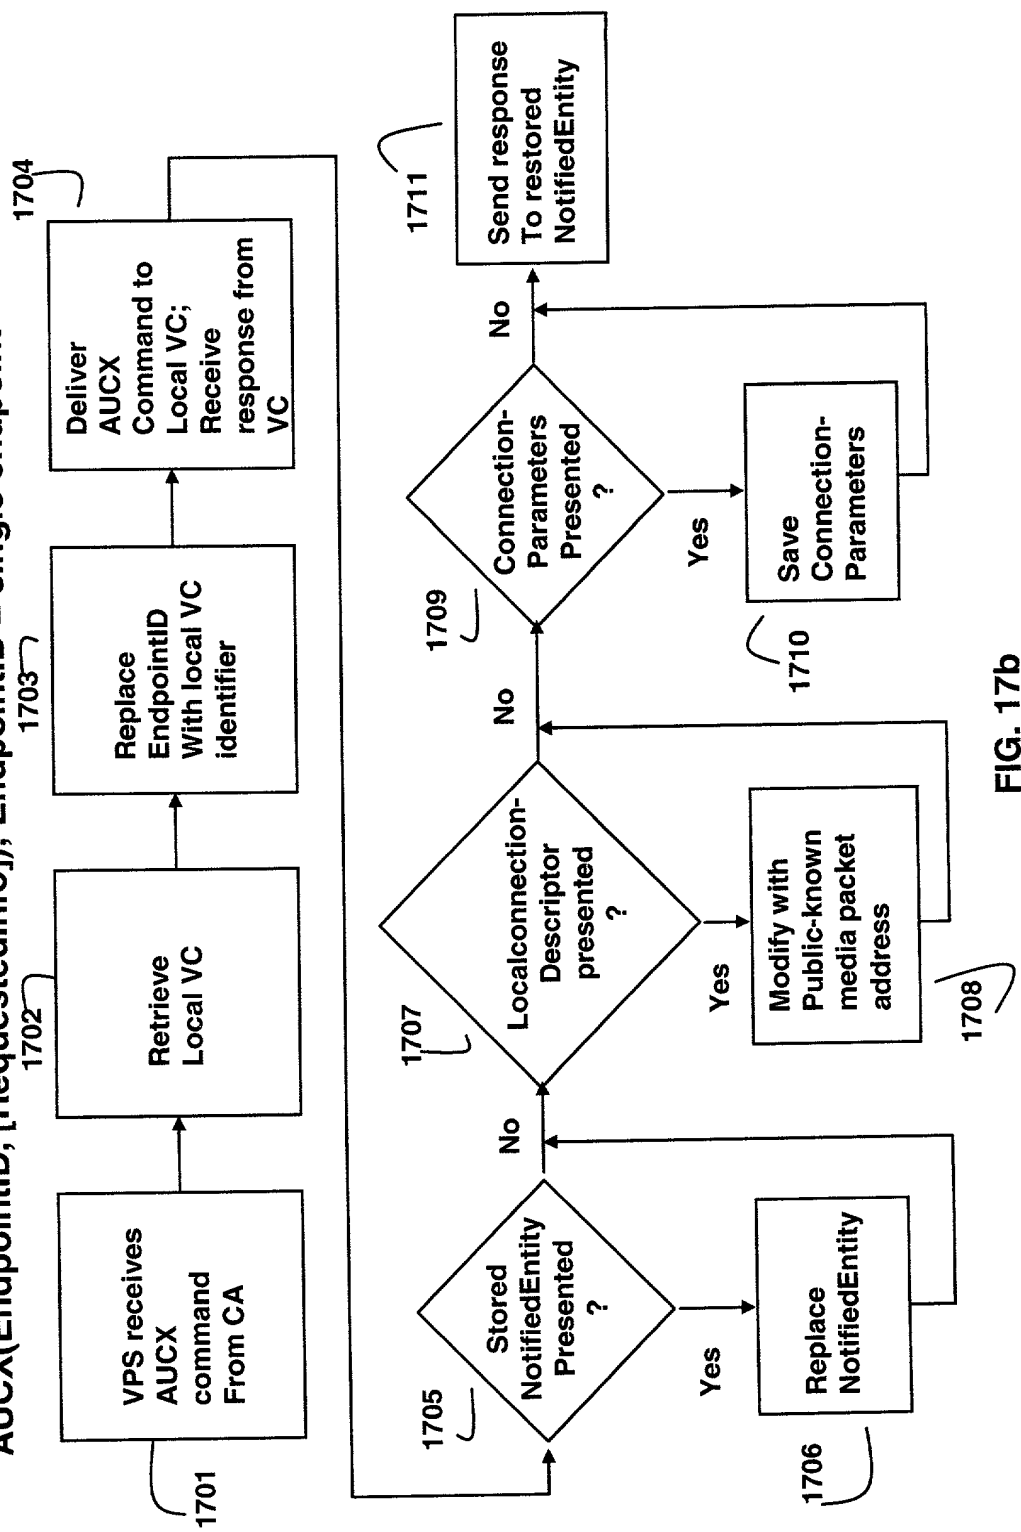 AUCX(EndpointID, [RequestedInfo]), EndpointID = single endpoint
1701
VPS receives
AUCX
command
From CA
1702
Retrieve
Local VC
1703
Replace
EndpointID
With local VC
identifier
1704
Deliver
AUCX
Command to
Local VC;
Receive
response from
VC
1705
Stored
NotifiedEntity
Presented
?
No
Yes
1706
Replace
NotifiedEntity
1707
Localconnection-
Descriptor
presented
?
No
Yes
1708
Modify with
Public-known
media packet
address
1709
Connection-
Parameters
Presented
?
No
Yes
1710
Save
Connection-
Parameters
1711
Send response
To restored
NotifiedEntity
FIG. 17b